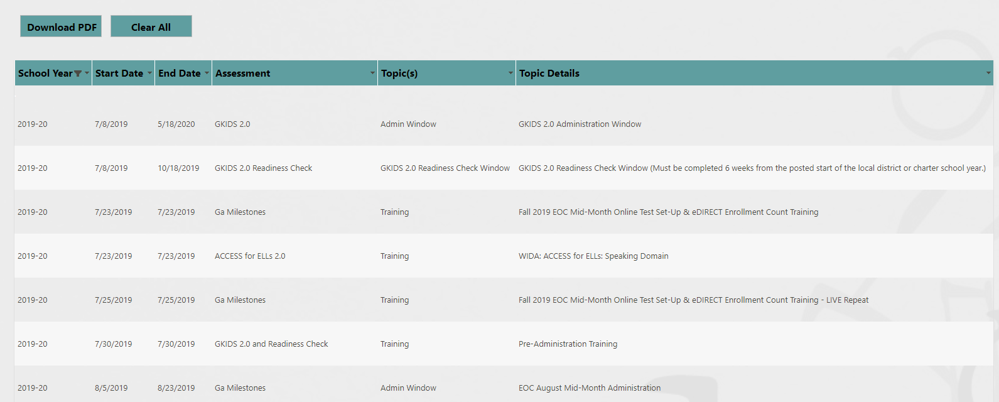 Download PDF Clear All
School Year Start Date End Date Assessment Topic(s) Topic Details
2019-20 7/8/2019 5/18/2020 GKIDS 2.0 Admin Window GKIDS 2.0 Administration Window
2019-20 7/8/2019 10/18/2019 GKIDS 2.0 Readiness Check GKIDS 2.0 Readiness Check Window GKIDS 2.0 Readiness Check Window (Must be completed 6 weeks from the posted start of the local district or charter school year.)
2019-20 7/23/2019 7/23/2019 Ga Milestones Training Fall 2019 EOC Mid-Month Online Test Set-Up & eDIRECT Enrollment Count Training
2019-20 7/23/2019 7/23/2019 ACCESS for ELLs 2.0 Training WIDA: ACCESS for ELLs: Speaking Domain
2019-20 7/25/2019 7/25/2019 Ga Milestones Training Fall 2019 EOC Mid-Month Online Test Set-Up & eDIRECT Enrollment Count Training - LIVE Repeat
2019-20 7/30/2019 7/30/2019 GKIDS 2.0 and Readiness Check Training Pre-Administration Training
2019-20 8/5/2019 8/23/2019 Ga Milestones Admin Window EOC August Mid-Month Administration